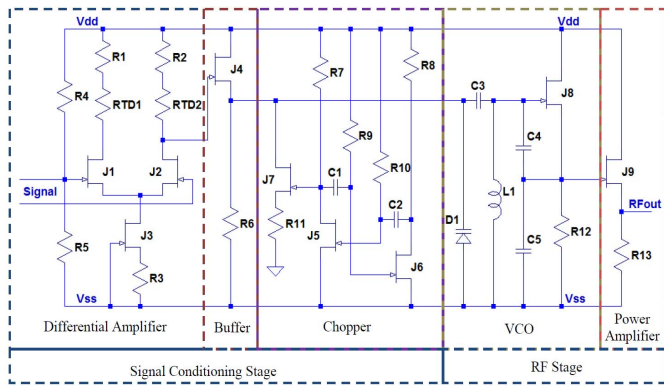 Vdd
Vdd
R1
R2
J4
R7
R8
C3
J8
R4
RTD1
RTD2
R9
C4
R10
J1
J2
J7
C1
J9
Signal
L1
RFout
C2
D1
R11
J5
R6
R12
R5
J3
C5
R13
J6
R3
Vss
Vss
Differential Amplifier
Buffer
Chopper
VCO
Power
Amplifier
Signal Conditioning Stage
RF Stage